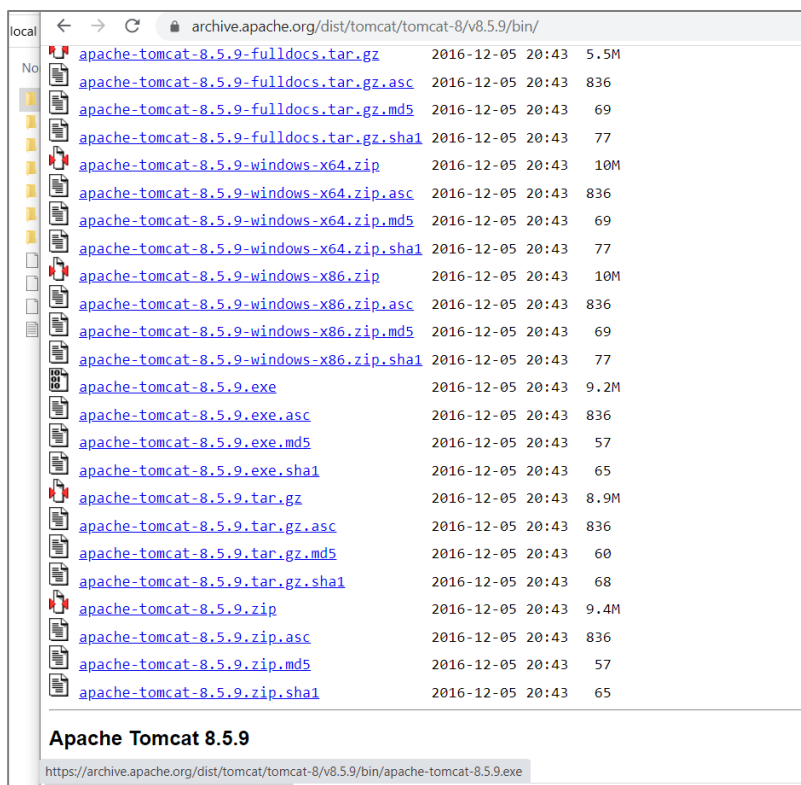 local
archive.apache.org/dist/tomcat/tomcat-8/v8.5.9/bin/
No
apache-tomcat-8.5.9-fulldocs.tar.gz 2016-12-05 20:43 5.5M
apache-tomcat-8.5.9-fulldocs.tar.gz.asc 2016-12-05 20:43 836
apache-tomcat-8.5.9-fulldocs.tar.gz.md5 2016-12-05 20:43 69
apache-tomcat-8.5.9-fulldocs.tar.gz.sha1 2016-12-05 20:43 77
apache-tomcat-8.5.9-windows-x64.zip 2016-12-05 20:43 10M
apache-tomcat-8.5.9-windows-x64.zip.asc 2016-12-05 20:43 836
apache-tomcat-8.5.9-windows-x64.zip.md5 2016-12-05 20:43 69
apache-tomcat-8.5.9-windows-x64.zip.sha1 2016-12-05 20:43 77
apache-tomcat-8.5.9-windows-x86.zip 2016-12-05 20:43 10M
apache-tomcat-8.5.9-windows-x86.zip.asc 2016-12-05 20:43 836
apache-tomcat-8.5.9-windows-x86.zip.md5 2016-12-05 20:43 69
apache-tomcat-8.5.9-windows-x86.zip.sha1 2016-12-05 20:43 77
apache-tomcat-8.5.9.exe 2016-12-05 20:43 9.2M
apache-tomcat-8.5.9.exe.asc 2016-12-05 20:43 836
apache-tomcat-8.5.9.exe.md5 2016-12-05 20:43 57
apache-tomcat-8.5.9.exe.sha1 2016-12-05 20:43 65
apache-tomcat-8.5.9.tar.gz 2016-12-05 20:43 8.9M
apache-tomcat-8.5.9.tar.gz.asc 2016-12-05 20:43 836
apache-tomcat-8.5.9.tar.gz.md5 2016-12-05 20:43 60
apache-tomcat-8.5.9.tar.gz.sha1 2016-12-05 20:43 68
apache-tomcat-8.5.9.zip 2016-12-05 20:43 9.4M
apache-tomcat-8.5.9.zip.asc 2016-12-05 20:43 836
apache-tomcat-8.5.9.zip.md5 2016-12-05 20:43 57
apache-tomcat-8.5.9.zip.sha1 2016-12-05 20:43 65
Apache Tomcat 8.5.9
https://archive.apache.org/dist/tomcat/tomcat-8/v8.5.9/bin/apache-tomcat-8.5.9.exe